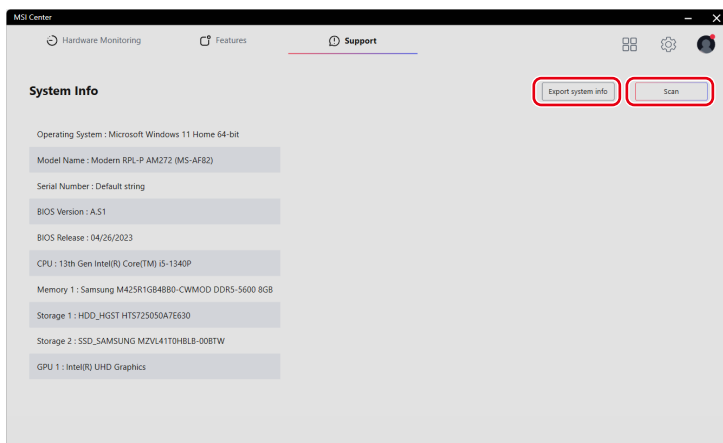 MSI Center
Hardware Monitoring
Features
Support
System Info
Export system info
Scan
Operating System : Microsoft Windows 11 Home 64-bit
Model Name : Modern RPL-P AM272 (MS-AF82)
Serial Number : Default string
BIOS Version : A.S1
BIOS Release : 04/26/2023
CPU : 13th Gen Intel(R) Core(TM) i5-1340P
Memory 1 : Samsung M425R1GB4BB0-CWMOD DDR5-5600 8GB
Storage 1 : HDD_HGST HTS725050A7E630
Storage 2 : SSD_SAMSUNG MZVL41T0HBLB-00BTW
GPU 1 : Intel(R) UHD Graphics